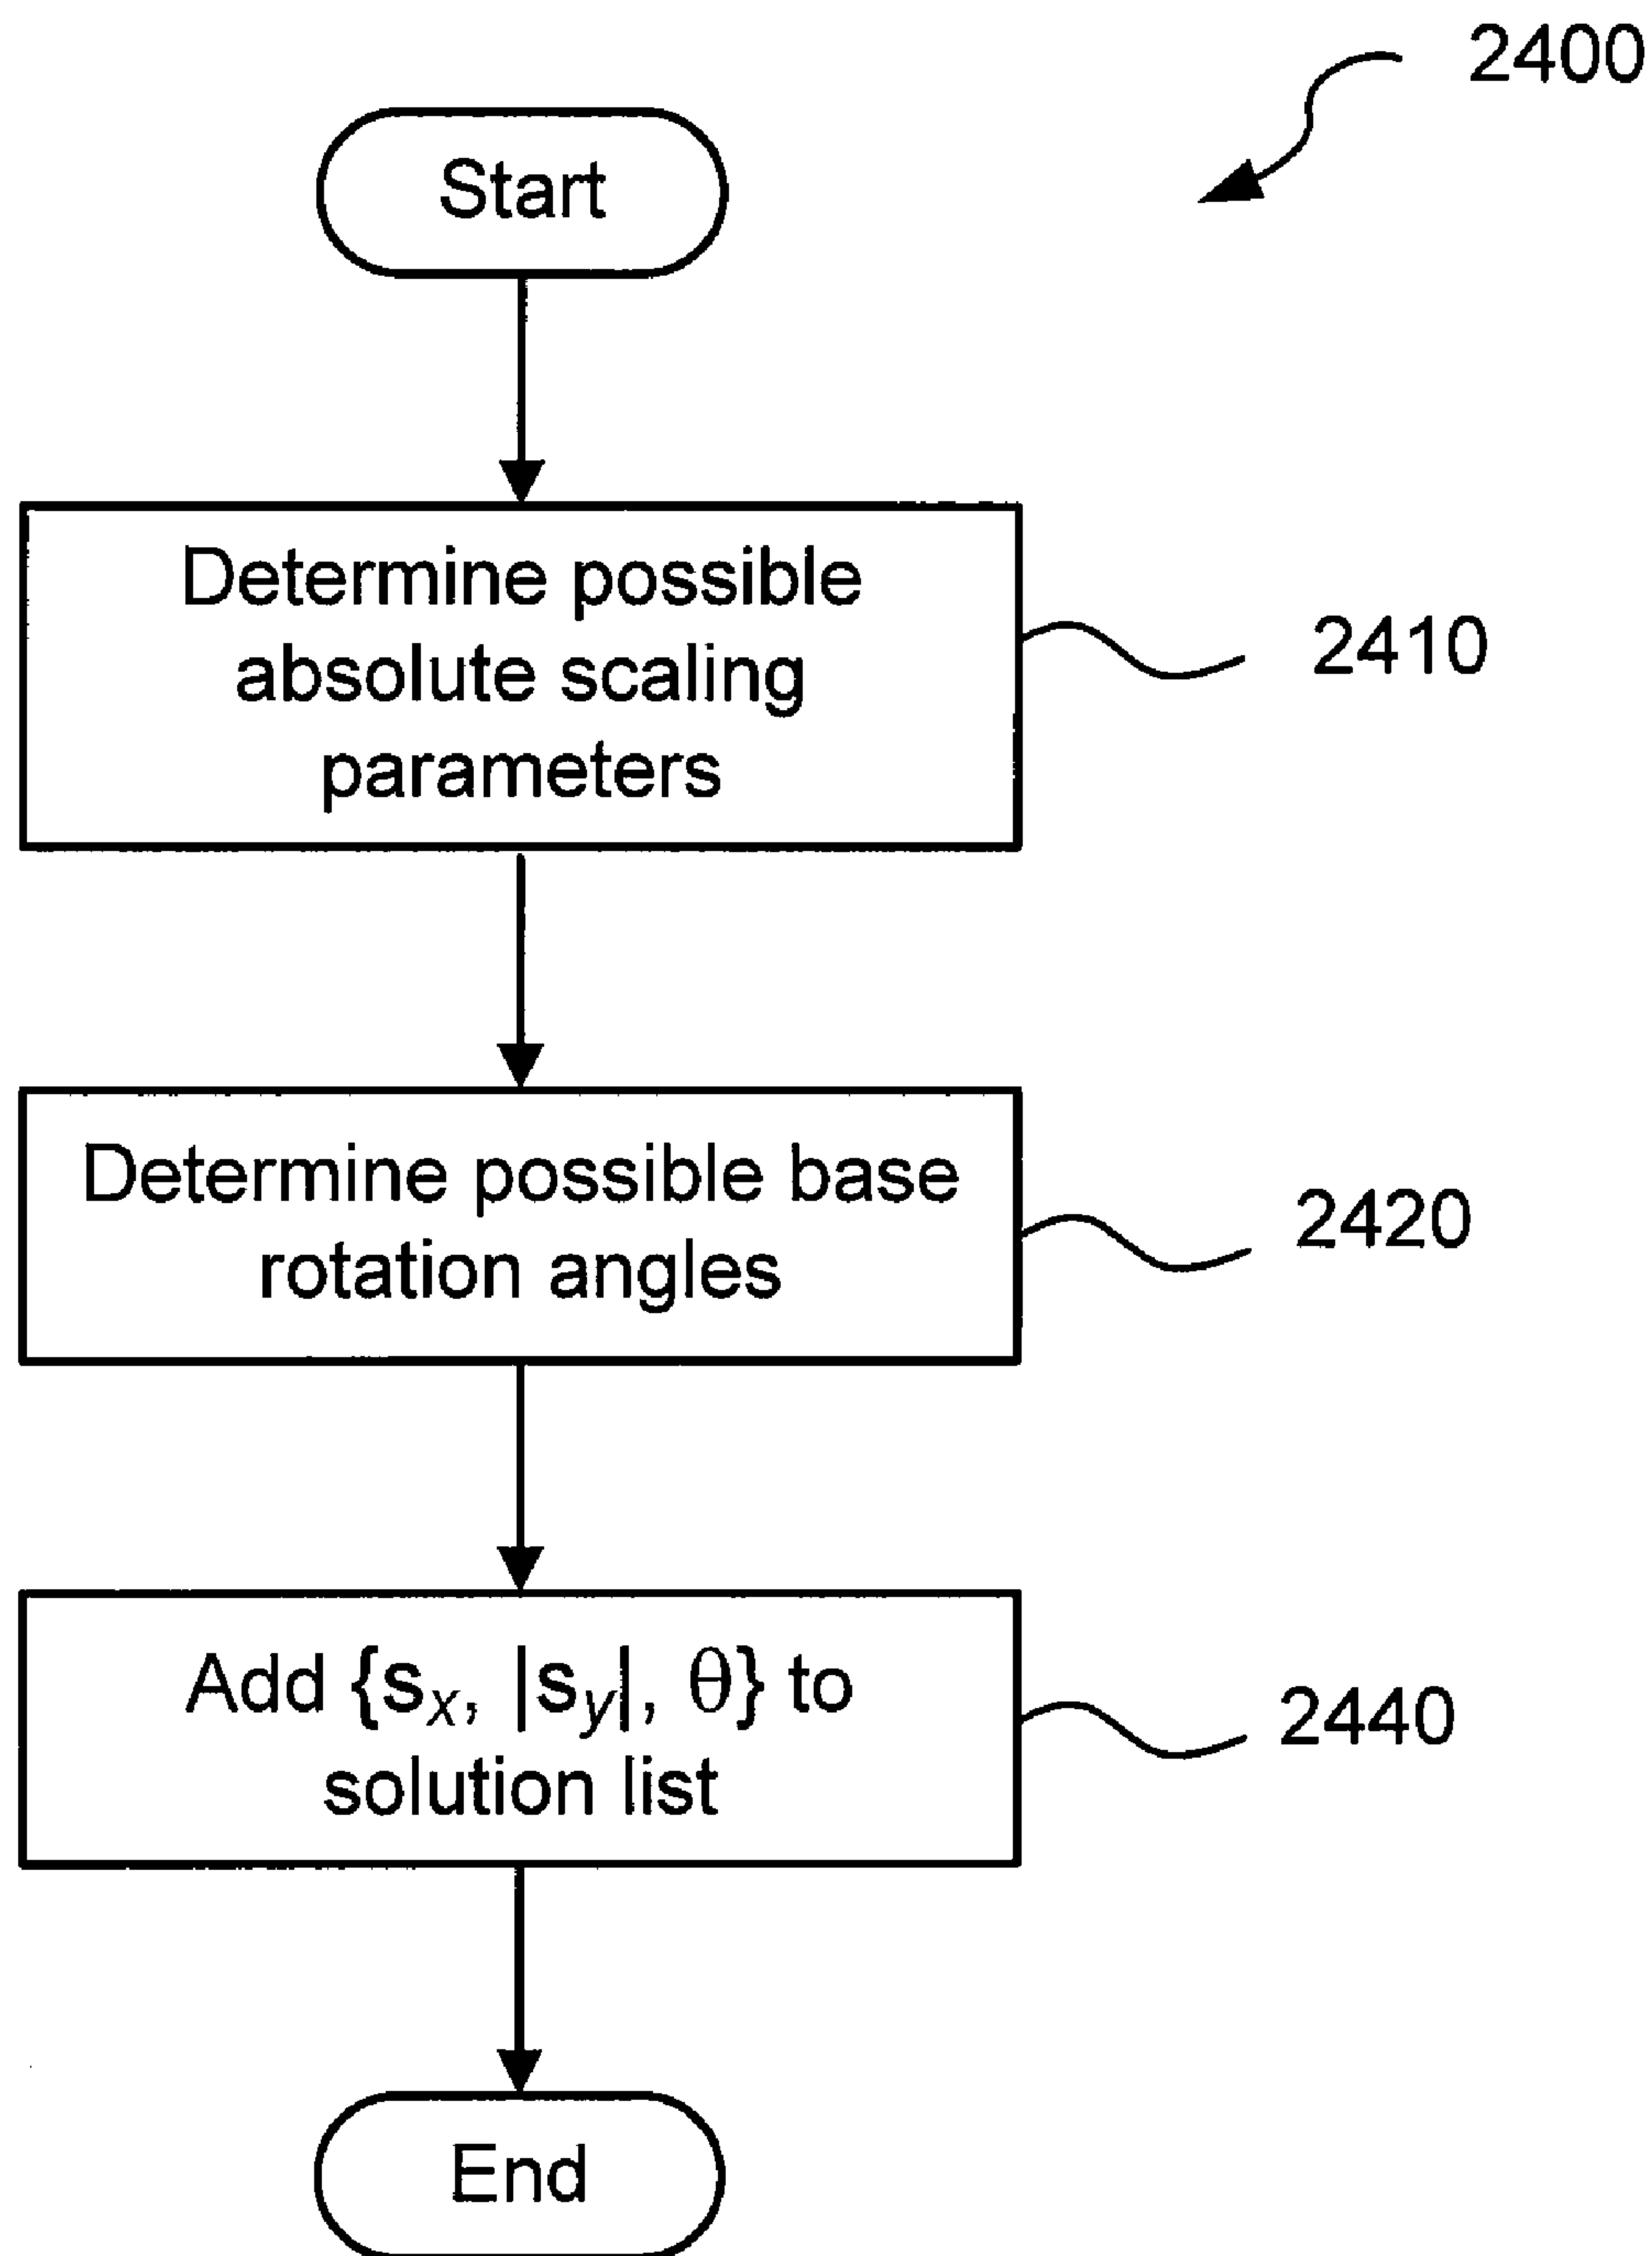 2400
Start
Determine possible
absolute scaling
parameters
2410
Determine possible base
rotation angles
2420
Add {sₓ, |s_y|, θ} to
solution list
2440
End